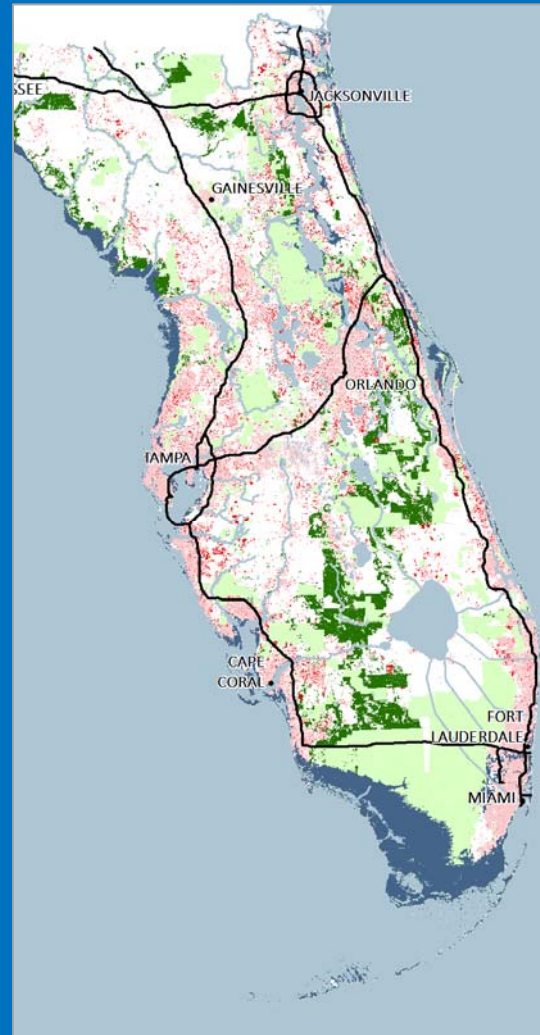 SSEE
JACKSONVILLE
GAINESVILLE
ORLANDO
TAMPA
CAPE
CORAL
FORT
LAUDERDALE
MIAMI